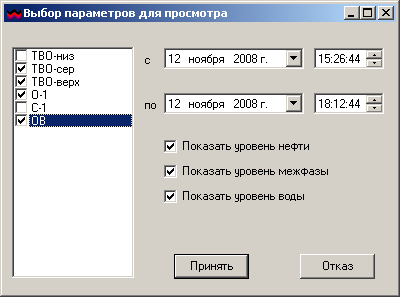 Выбор параметров для просмотра
ТВО-низ
ТВО-сер
ТВО-верх
О-1
С-1
ОВ
с 12 ноября 2008 г. 15:26:44
по 12 ноября 2008 г. 18:12:44
Показать уровень нефти
Показать уровень межфазы
Показать уровень воды
Принять Отказ